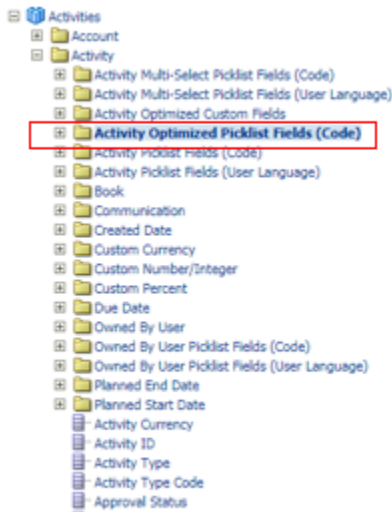 Activities
Account
Activity
Activity Multi-Select Picklist Fields (Code)
Activity Multi-Select Picklist Fields (User Language)
Activity Optimized Custom Fields
Activity Optimized Picklist Fields (Code)
Activity Picklist Fields (Code)
Activity Picklist Fields (User Language)
Book
Communication
Created Date
Custom Currency
Custom Number/Integer
Custom Percent
Due Date
Owned By User
Owned By User Picklist Fields (Code)
Owned By User Picklist Fields (User Language)
Planned End Date
Planned Start Date
Activity Currency
Activity ID
Activity Type
Activity Type Code
Approval Status